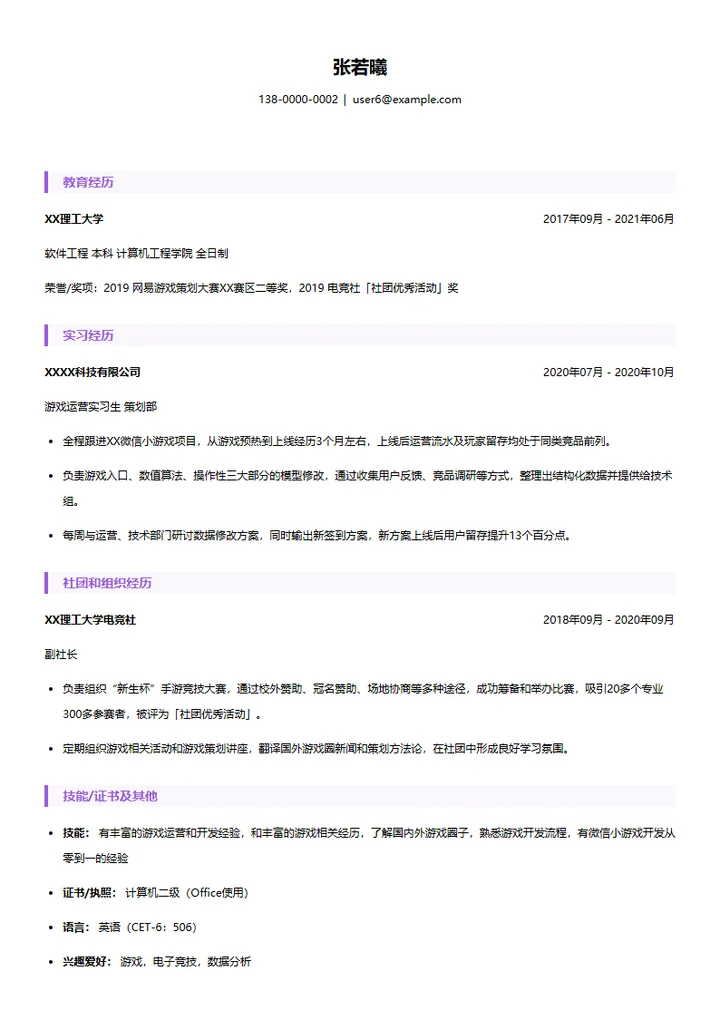 张若曦
138-0000-0002 | user6@example.com
教育经历
XX理工大学 2017年09月 - 2021年06月
软件工程 本科 计算机工程学院 全日制
荣誉/奖项：2019 网易游戏策划大赛XX赛区二等奖，2019 电竞社「社团优秀活动」奖
实习经历
XXXX科技有限公司 2020年07月 - 2020年10月
游戏运营实习生 策划部
• 全程跟进XX微信小游戏项目，从游戏预热到上线经历3个月左右，上线后运营流水及玩家留存均处于同类竞品前列。
• 负责游戏入口、数值算法、操作性三大部分的模型修改，通过收集用户反馈、竞品调研等方式，整理出结构化数据并提供给技术
组。
• 每周与运营、技术部门研讨数据修改方案，同时输出新签到方案，新方案上线后用户留存提升13个百分点。
社团和组织经历
XX理工大学电竞社 2018年09月 - 2020年09月
副社长
• 负责组织“新生杯”手游竞技大赛，通过校外赞助、冠名赞助、场地协商等多种途径，成功筹备和举办比赛，吸引20多个专业
300多参赛者，被评为「社团优秀活动」。
• 定期组织游戏相关活动和游戏策划讲座，翻译国外游戏圈新闻和策划方法论，在社团中形成良好学习氛围。
技能/证书及其他
• 技能： 有丰富的游戏运营和开发经验，和丰富的游戏相关经历，了解国内外游戏圈子，熟悉游戏开发流程，有微信小游戏开发从
零到一的经验
• 证书/执照： 计算机二级（Office使用）
• 语言： 英语（CET-6：506）
• 兴趣爱好： 游戏，电子竞技，数据分析